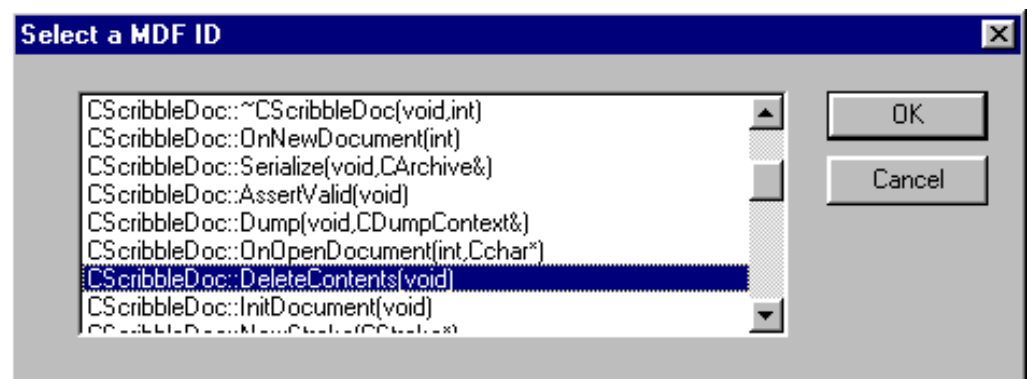 Select a MDF ID
CScribbleDoc::~CScribbleDoc(void,int)
CScribbleDoc::OnNewDocument(int)
CScribbleDoc::Serialize(void,CArchive&)
CScribbleDoc::AssertValid(void)
CScribbleDoc::Dump(void,CDumpContext&)
CScribbleDoc::OnOpenDocument(int,Cchar*)
CScribbleDoc::DeleteContents(void)
CScribbleDoc::InitDocument(void)
OK
Cancel